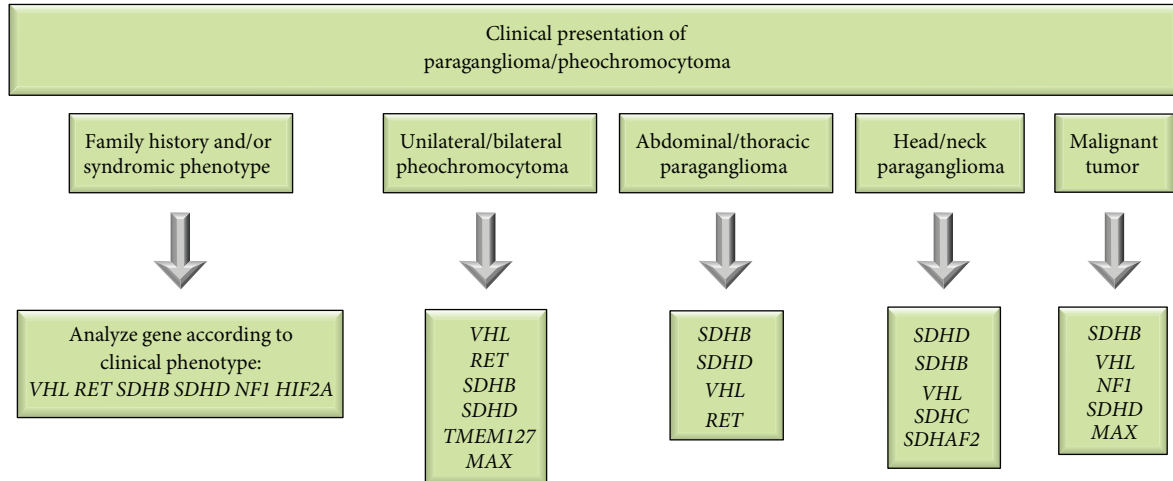 Clinical presentation of
paraganglioma/pheochromocytoma
Family history and/or
syndromic phenotype
Unilateral/bilateral
pheochromocytoma
Abdominal/thoracic
paraganglioma
Head/neck
paraganglioma
Malignant
tumor
Analyze gene according to
clinical phenotype:
VHL RET SDHB SDHD NF1 HIF2A
VHL
RET
SDHB
SDHD
TMEM127
MAX
SDHB
SDHD
VHL
RET
SDHD
SDHB
VHL
SDHC
SDHAF2
SDHB
VHL
NF1
SDHD
MAX